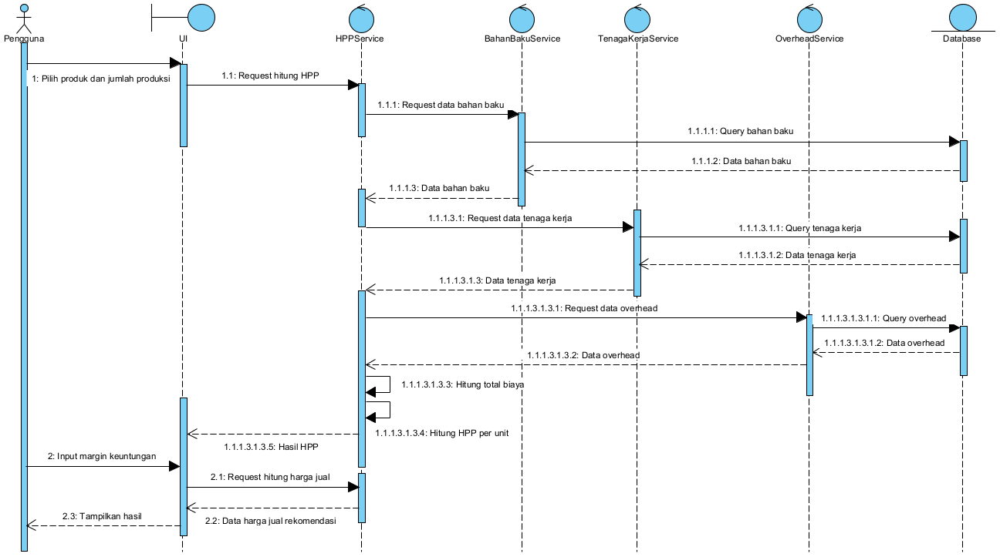 Pengguna
UI
HPPService
BahanBakuService
TenagaKerjaService
OverheadService
Database
1: Pilih produk dan jumlah produksi
1.1: Request hitung HPP
1.1.1: Request data bahan baku
1.1.1.1: Query bahan baku
1.1.1.2: Data bahan baku
1.1.1.3: Data bahan baku
1.1.1.3.1: Request data tenaga kerja
1.1.1.3.1.1: Query tenaga kerja
1.1.1.3.1.2: Data tenaga kerja
1.1.1.3.1.3: Data tenaga kerja
1.1.1.3.1.3.1: Request data overhead
1.1.1.3.1.3.1.1: Query overhead
1.1.1.3.1.3.1.2: Data overhead
1.1.1.3.1.3.2: Data overhead
1.1.1.3.1.3.3: Hitung total biaya
1.1.1.3.1.3.4: Hitung HPP per unit
1.1.1.3.1.3.5: Hasil HPP
2: Input margin keuntungan
2.1: Request hitung harga jual
2.2: Data harga jual rekomendasi
2.3: Tampilkan hasil